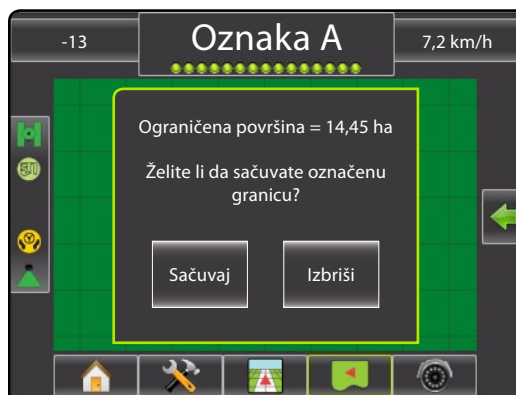 -13
Oznaka A
7,2 km/h
Ograničena površina = 14,45 ha
Želite li da sačuvate označenu
granicu?
Sačuvaj
Izbriši